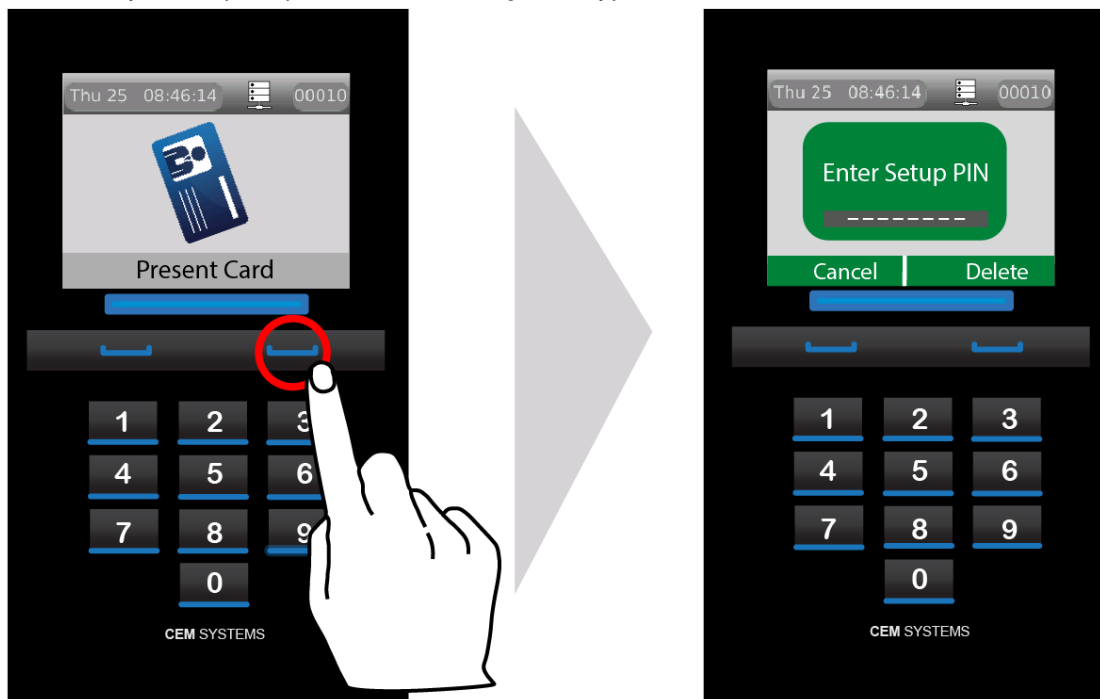 Thu 25 08:46:14 00010
Present Card
1 2 3
4 5 6
7 8 9
0
CEM SYSTEMS
Thu 25 08:46:14 00010
Enter Setup PIN
--------
Cancel Delete
1 2 3
4 5 6
7 8 9
0
CEM SYSTEMS